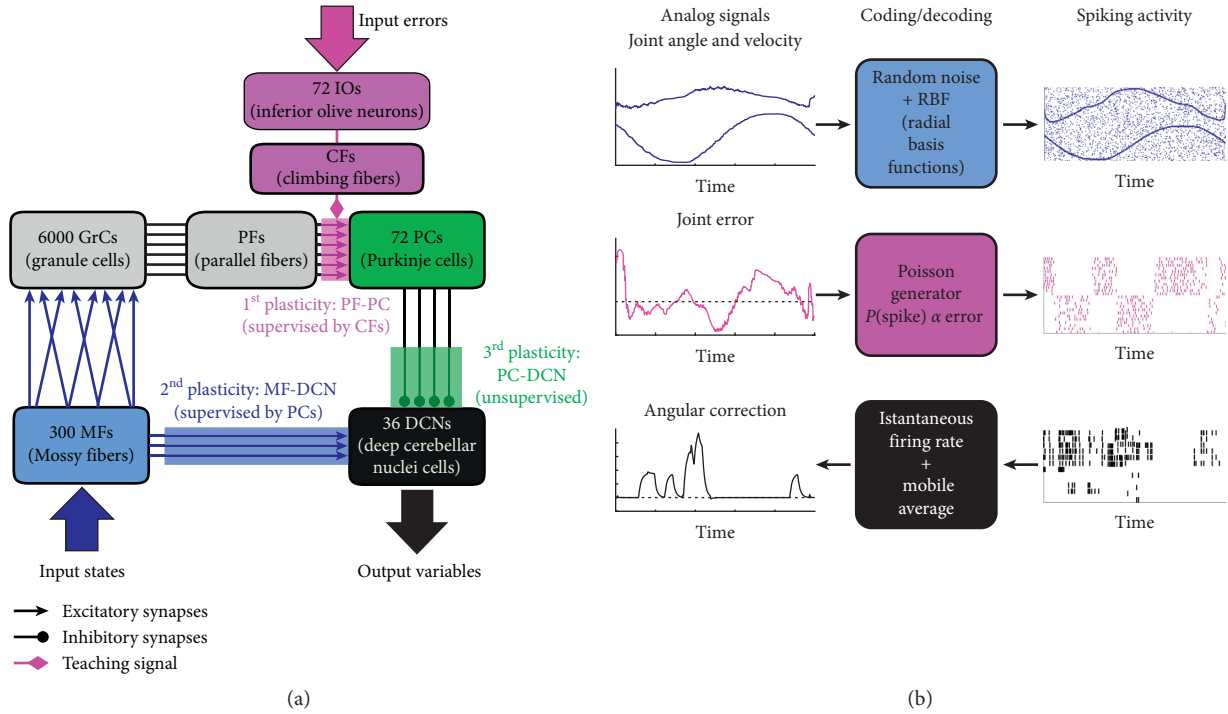 Input errors
72 IOs
(inferior olive neurons)
CFs
(climbing fibers)
6000 GrCs
(granule cells)
PFs
(parallel fibers)
72 PCs
(Purkinje cells)
1st plasticity: PF-PC
(supervised by CFs)
3rd plasticity:
PC-DCN
(unsupervised)
2nd plasticity: MF-DCN
(supervised by PCs)
300 MFs
(Mossy fibers)
36 DCNs
(deep cerebellar
nuclei cells)
Input states
Output variables
Excitatory synapses
Inhibitory synapses
Teaching signal
(a)
Analog signals
Joint angle and velocity
Coding/decoding
Spiking activity
Random noise
+ RBF
(radial
basis
functions)
Time
Time
Joint error
Poisson
generator
P(spike) α error
Time
Time
Angular correction
Istantaneous
firing rate
+
mobile
average
Time
Time
(b)